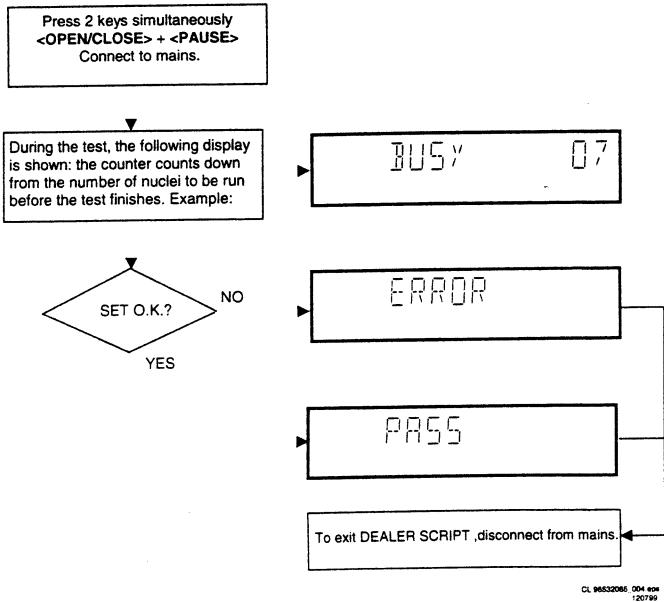 Press 2 keys simultaneously
<OPEN/CLOSE> + <PAUSE>
Connect to mains.
During the test, the following display
is shown: the counter counts down
from the number of nuclei to be run
before the test finishes. Example:
BUSY 07
SET O.K.?
NO
YES
ERROR
PASS
To exit DEALER SCRIPT ,disconnect from mains.
CL 96532065_004 eps
120799